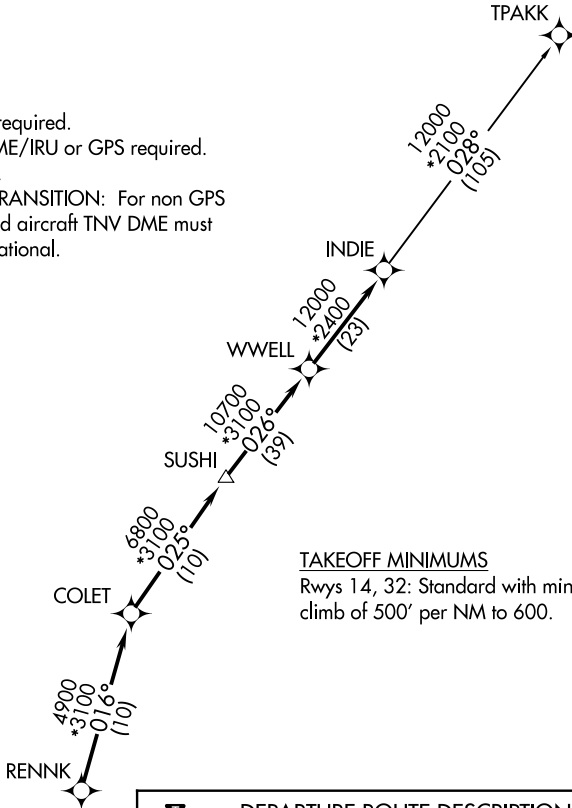 TPAKK
required.
ME/IRU or GPS required.
RANSITION: For non GPS
d aircraft TNV DME must
ational.
12000
*2100
028°
(105)
INDIE
12000
*2400
(23)
WWELL
10700
*3100
026°
(39)
SUSHI
6800
*3100
025°
(10)
TAKEOFF MINIMUMS
Rwys 14, 32: Standard with min
climb of 500' per NM to 600.
COLET
4900
*3100
016°
(10)
RENNK
DEPARTURE ROUTE DESCRIPTION